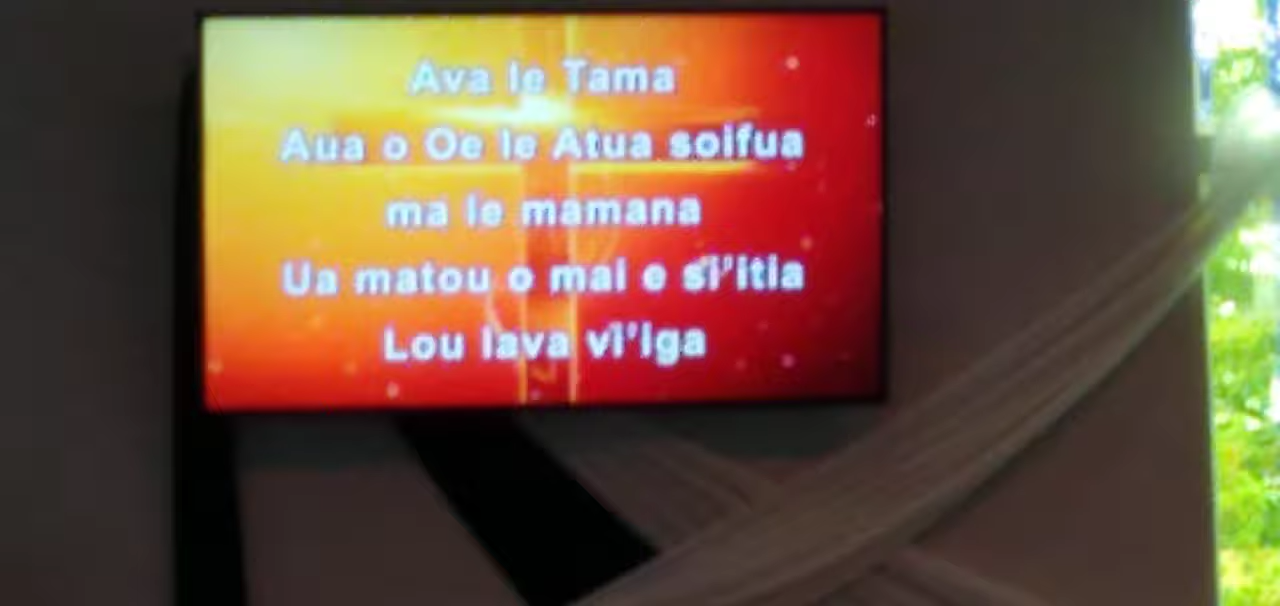 Ava le Tama
Aua o Oe le Atua soifua
ma le mamana
Ua matou o mai e si'itia
Lou lava vi'iga